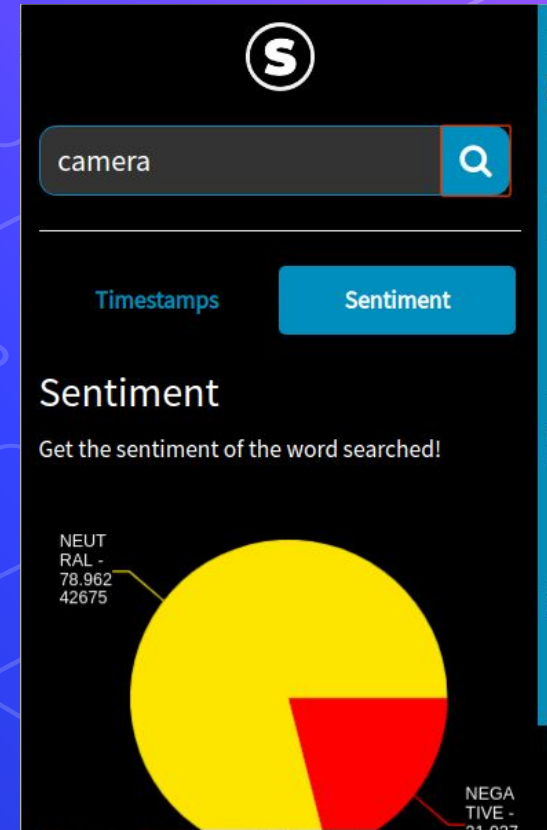 S
camera
Timestamps
Sentiment
Sentiment
Get the sentiment of the word searched!
NEUT
RAL -
78.962
42675
NEGA
TIVE -